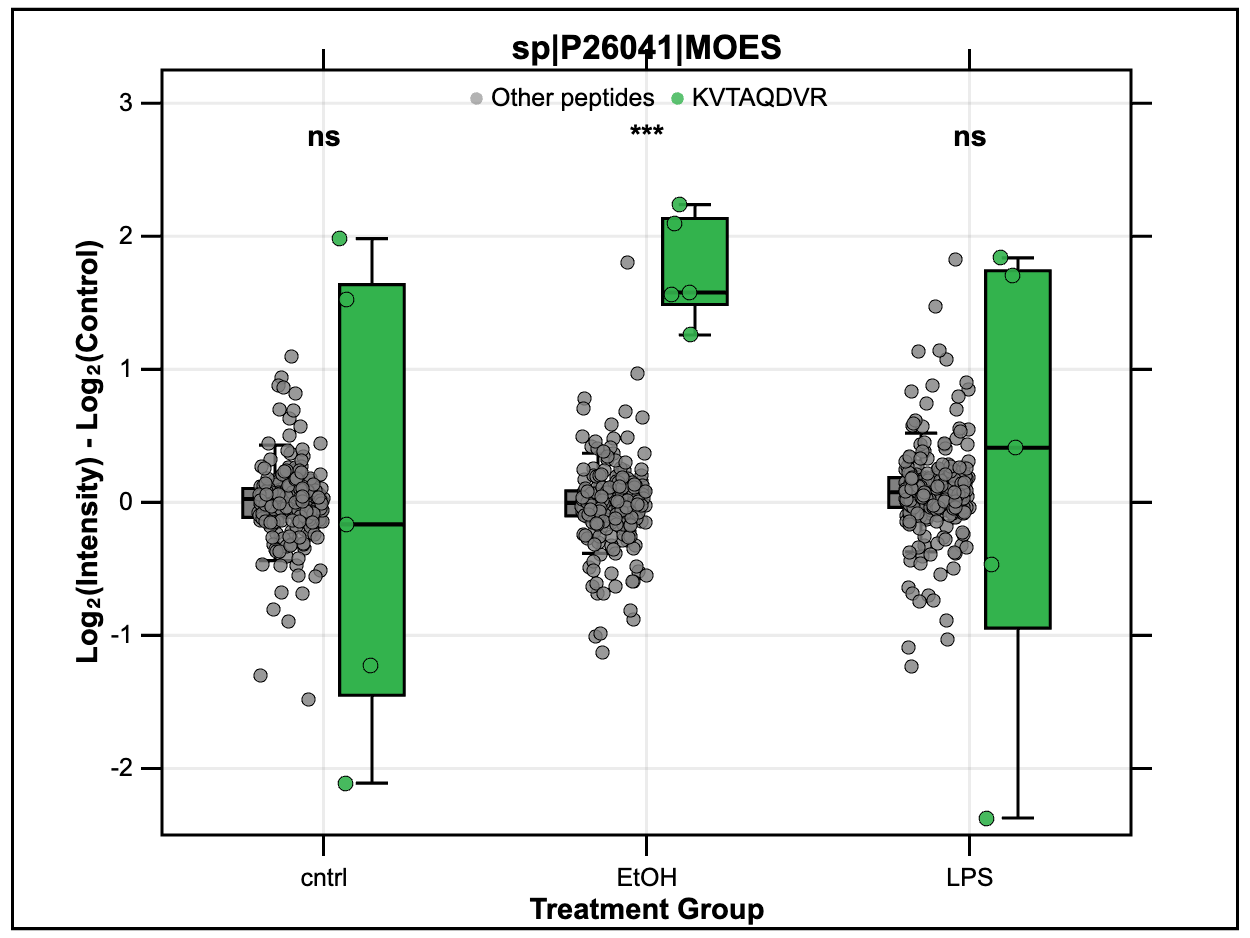 sp|P26041|MOES
Other peptides KVTAQDVR
ns *** ns
Log₂(Intensity) - Log₂(Control)
3
2
1
0
-1
-2
cntrl EtOH LPS
Treatment Group